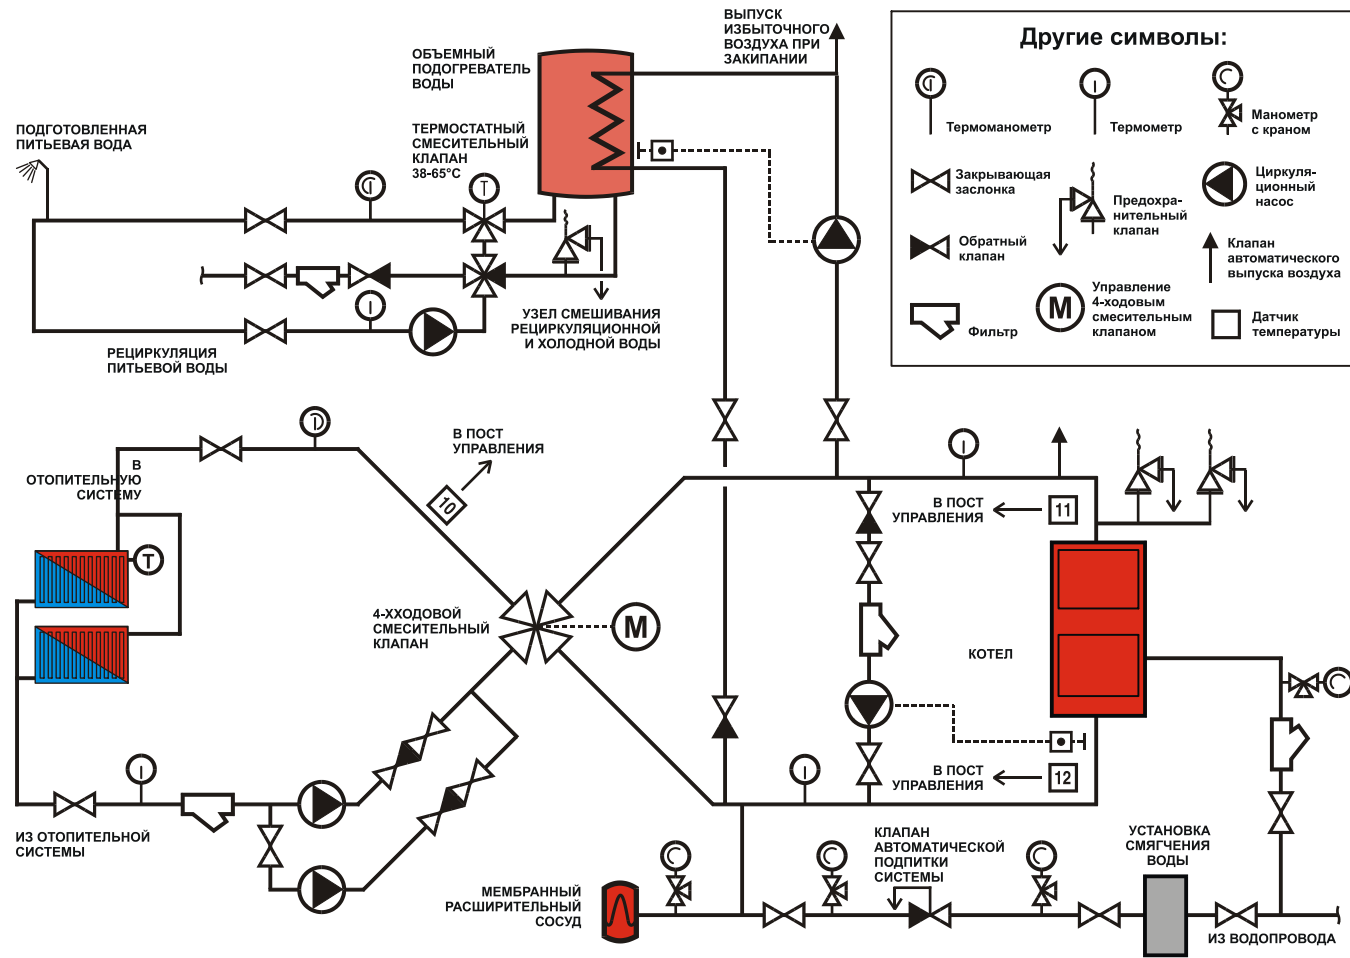 ВЫПУСК
ИЗБЫТОЧНОГО
ВОЗДУХА ПРИ
ЗАКИПАНИИ
ОБЪЕМНЫЙ
ПОДОГРЕВАТЕЛЬ
ВОДЫ
ПОДГОТОВЛЕННАЯ
ПИТЬЕВАЯ ВОДА
ТЕРМОСТАТНЫЙ
СМЕСИТЕЛЬНЫЙ
КЛАПАН
38-65°С
T
УЗЕЛ СМЕШИВАНИЯ
РЕЦИРКУЛЯЦИОННОЙ
И ХОЛОДНОЙ ВОДЫ
РЕЦИРКУЛЯЦИЯ
ПИТЬЕВОЙ ВОДЫ
Другие символы:
Термоманометр
Термометр
Манометр
с краном
Закрывающая
заслонка
Предохра-
нительный
клапан
Циркуля-
ционный
насос
Обратный
клапан
Клапан
автоматического
выпуска воздуха
Фильтр
M
Управление
4-ходовым
смесительным
клапаном
Датчик
температуры
В
ОТОПИТЕЛЬНУЮ
СИСТЕМУ
В ПОСТ
УПРАВЛЕНИЯ
10
T
4-ХХОДОВОЙ
СМЕСИТЕЛЬНЫЙ
КЛАПАН
M
В ПОСТ
УПРАВЛЕНИЯ
11
КОТЕЛ
В ПОСТ
УПРАВЛЕНИЯ
12
ИЗ ОТОПИТЕЛЬНОЙ
СИСТЕМЫ
МЕМБРАННЫЙ
РАСШИРИТЕЛЬНЫЙ
СОСУД
КЛАПАН
АВТОМАТИЧЕСКОЙ
ПОДПИТКИ
СИСТЕМЫ
УСТАНОВКА
СМЯГЧЕНИЯ
ВОДЫ
ИЗ ВОДОПРОВОДА